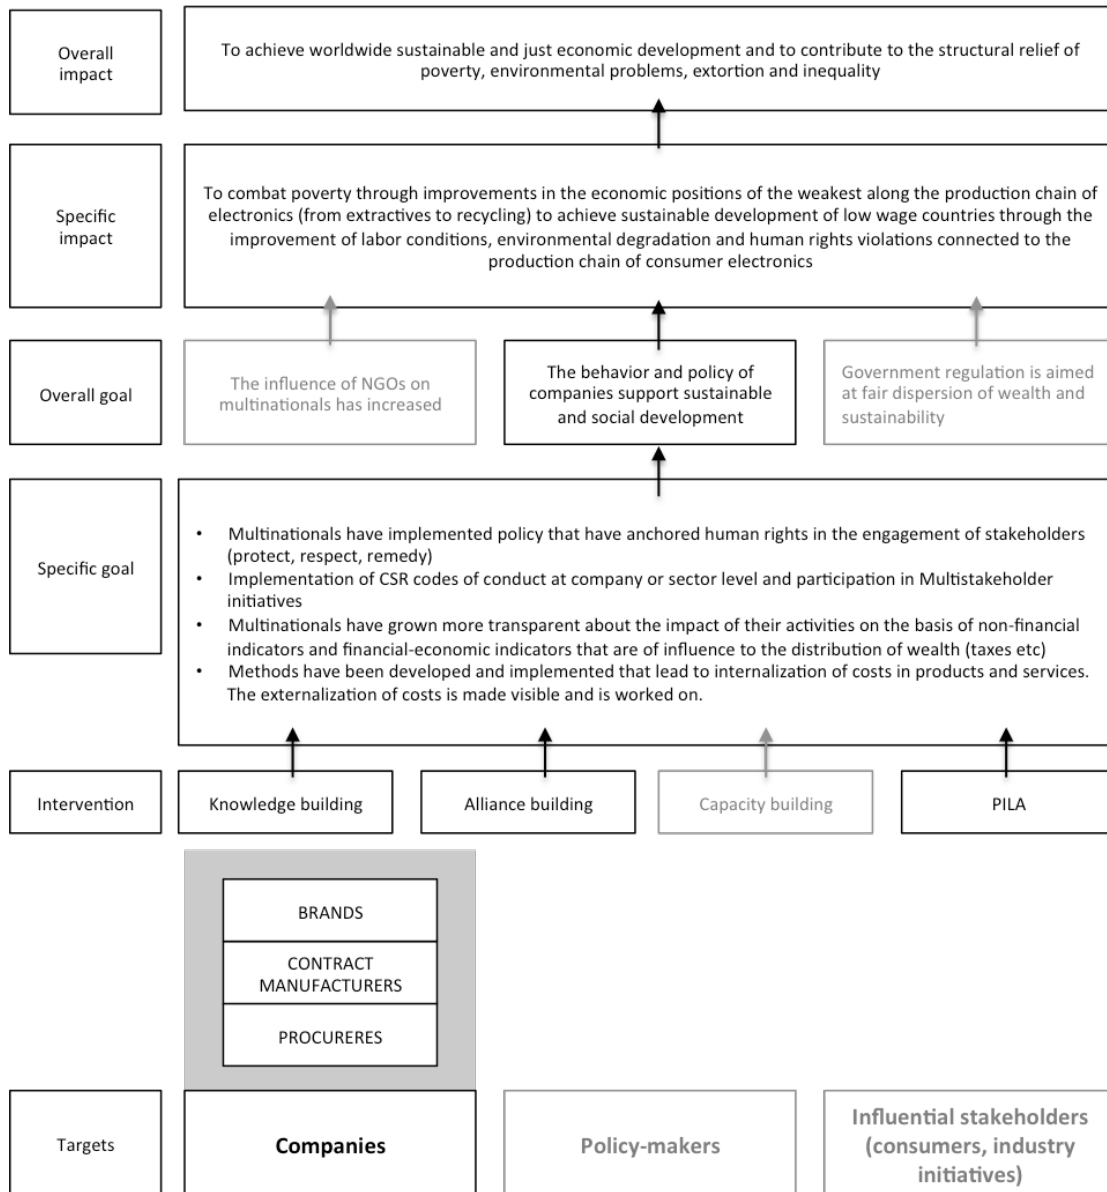 Overall
impact
To achieve worldwide sustainable and just economic development and to contribute to the structural relief of
poverty, environmental problems, extortion and inequality
Specific
impact
To combat poverty through improvements in the economic positions of the weakest along the production chain of
electronics (from extractives to recycling) to achieve sustainable development of low wage countries through the
improvement of labor conditions, environmental degradation and human rights violations connected to the
production chain of consumer electronics
Overall goal
The influence of NGOs on
multinationals has increased
The behavior and policy of
companies support sustainable
and social development
Government regulation is aimed
at fair dispersion of wealth and
sustainability
Specific goal
• Multinationals have implemented policy that have anchored human rights in the engagement of stakeholders
(protect, respect, remedy)
• Implementation of CSR codes of conduct at company or sector level and participation in Multistakeholder
initiatives
• Multinationals have grown more transparent about the impact of their activities on the basis of non-financial
indicators and financial-economic indicators that are of influence to the distribution of wealth (taxes etc)
• Methods have been developed and implemented that lead to internalization of costs in products and services.
The externalization of costs is made visible and is worked on.
Intervention
Knowledge building
Alliance building
Capacity building
PILA
BRANDS
CONTRACT
MANUFACTURERS
PROCURERES
Targets
Companies
Policy-makers
Influential stakeholders
(consumers, industry
initiatives)